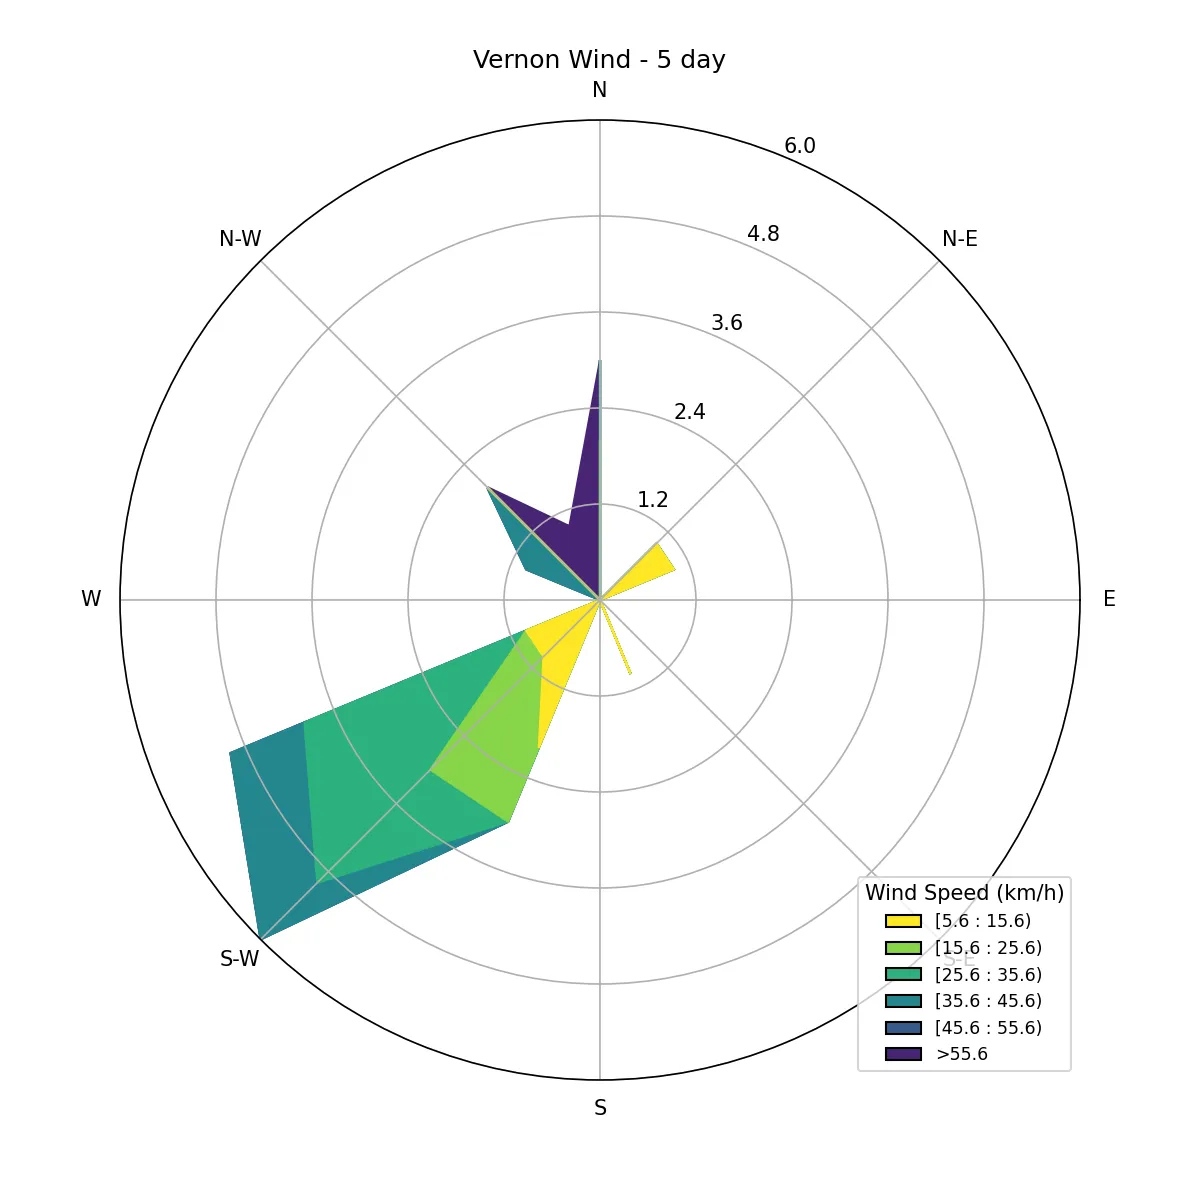 Vernon Wind - 5 day
N
6.0
N-W
4.8
N-E
3.6
2.4
1.2
W
E
S-W
S-E
S
Wind Speed (km/h)
[5.6 : 15.6)
[15.6 : 25.6)
[25.6 : 35.6)
[35.6 : 45.6)
[45.6 : 55.6)
>55.6